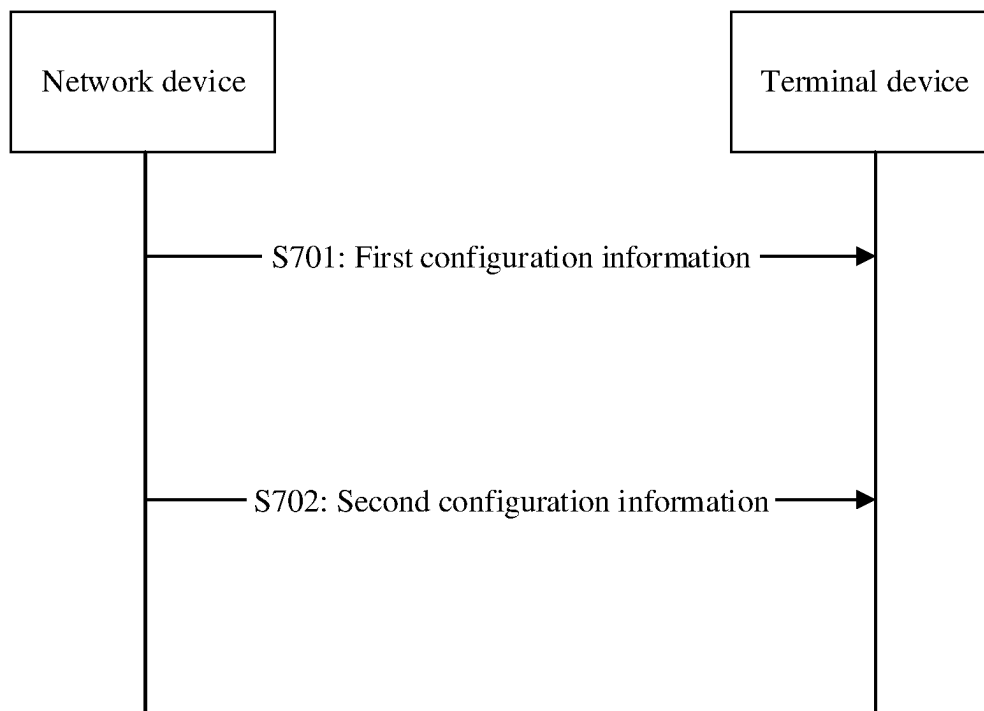 Network device
Terminal device
S701: First configuration information
S702: Second configuration information